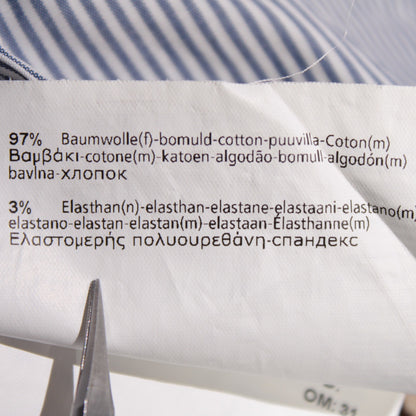 97% Baumwolle(f)-bomuld-cotton-puuvilla-Coton(m)
Βαμβάκι-cotone(m)-katoen-algodão-bomull-algodón(m)
bavlna-хлопок
3% Elasthan(n)-elasthan-elastane-elastaani-elastano(m)
elastano-elastan-elastan(m)-elastaan-Élasthanne(m)
Ελαστομερής πολυουρεθάνη-спандекс
OM: 31